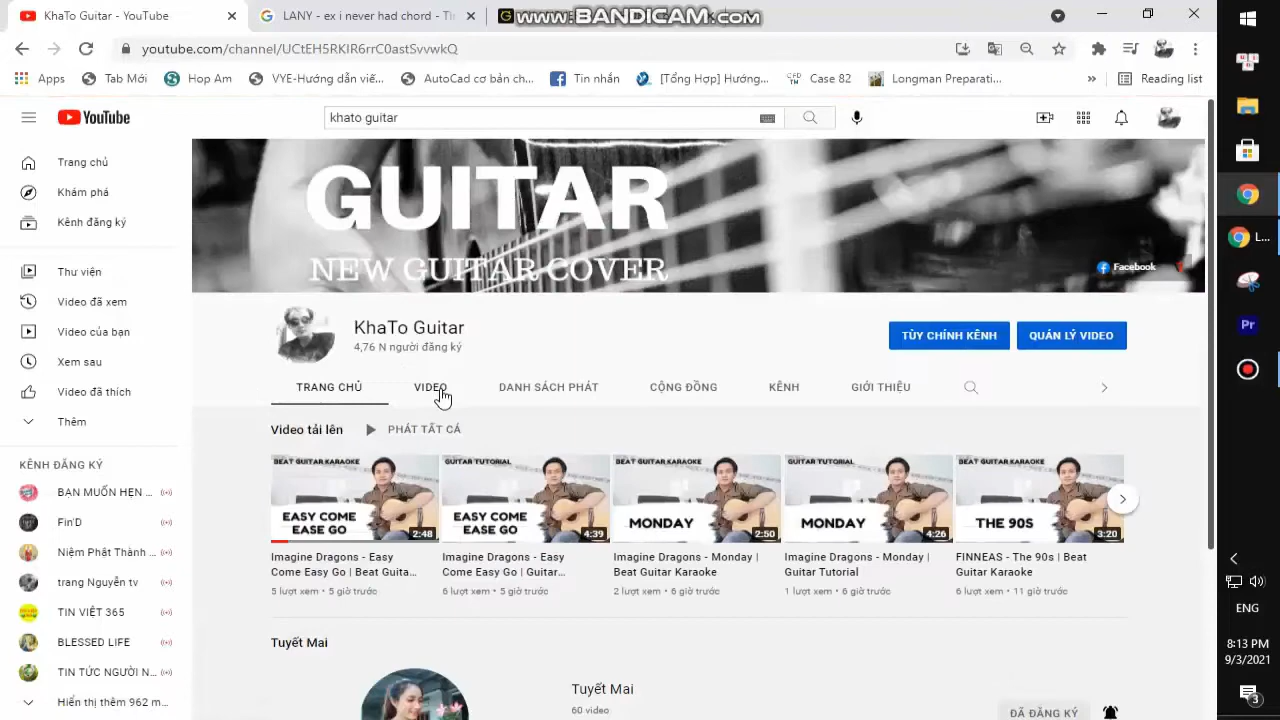 KhaTo Guitar - YouTube
LANY - ex i never had chord - Ti
www.BANDICAM.com
youtube.com/channel/UCtEH5RKIR6rrC0astSvvwkQ
Apps
Tab Mới
Hop Am
VYE-Hướng dẫn viế...
AutoCad cơ bản ch...
Tin nhắn
[Tổng Hợp] Hướng...
Case 82
Longman Preparati...
»
Reading list
YouTube
khato guitar
Trang chủ
Khám phá
Kênh đăng ký
Thư viện
Video đã xem
Video của bạn
Xem sau
Video đã thích
Thêm
KÊNH ĐĂNG KÝ
BẠN MUỐN HẸN ...
Fin'D
Niệm Phật Thành ...
trang Nguyễn tv
TIN VIỆT 365
BLESSED LIFE
TIN TỨC NGƯỜI N...
Hiển thị thêm 962 m...
GUITAR
NEW GUITAR COVER
Facebook
KhaTo Guitar
4,76 N người đăng ký
TÙY CHỈNH KÊNH
QUẢN LÝ VIDEO
TRANG CHỦ
VIDEO
DANH SÁCH PHÁT
CỘNG ĐỒNG
KÊNH
GIỚI THIỆU
Video tải lên
PHÁT TẤT CẢ
BEAT GUITAR KARAOKE
EASY COME
EASE GO
2:48
GUITAR TUTORIAL
EASY COME
EASE GO
4:39
BEAT GUITAR KARAOKE
MONDAY
2:50
GUITAR TUTORIAL
MONDAY
4:26
BEAT GUITAR KARAOKE
THE 90S
3:20
Imagine Dragons - Easy
Come Easy Go | Beat Guita...
5 lượt xem • 5 giờ trước
Imagine Dragons - Easy
Come Easy Go | Guitar...
6 lượt xem • 5 giờ trước
Imagine Dragons - Monday |
Beat Guitar Karaoke
2 lượt xem • 6 giờ trước
Imagine Dragons - Monday |
Guitar Tutorial
1 lượt xem • 6 giờ trước
FINNEAS - The 90s | Beat
Guitar Karaoke
6 lượt xem • 11 giờ trước
Tuyết Mai
Tuyết Mai
60 video
ĐÃ ĐĂNG KÝ
L...
Pr
ENG
8:13 PM
9/3/2021
3